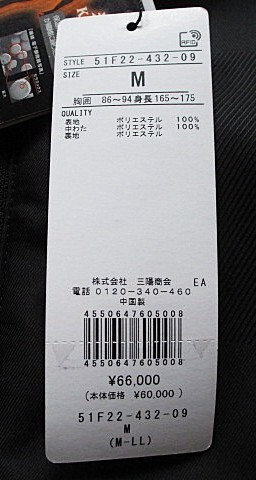 RFID
STYLE 51F22-432-09
SIZE M
胸囲 86～94身長165～175
QUALITY
表地 ポリエステル 100%
中わた ポリエステル 100%
裏地 ポリエステル
株式会社 三陽商会 EA
電話 0120-340-460
中国製
4550647605008
4550647605008
¥66,000
(本体価格 ¥60,000)
51F22-432-09
M
(M-LL)